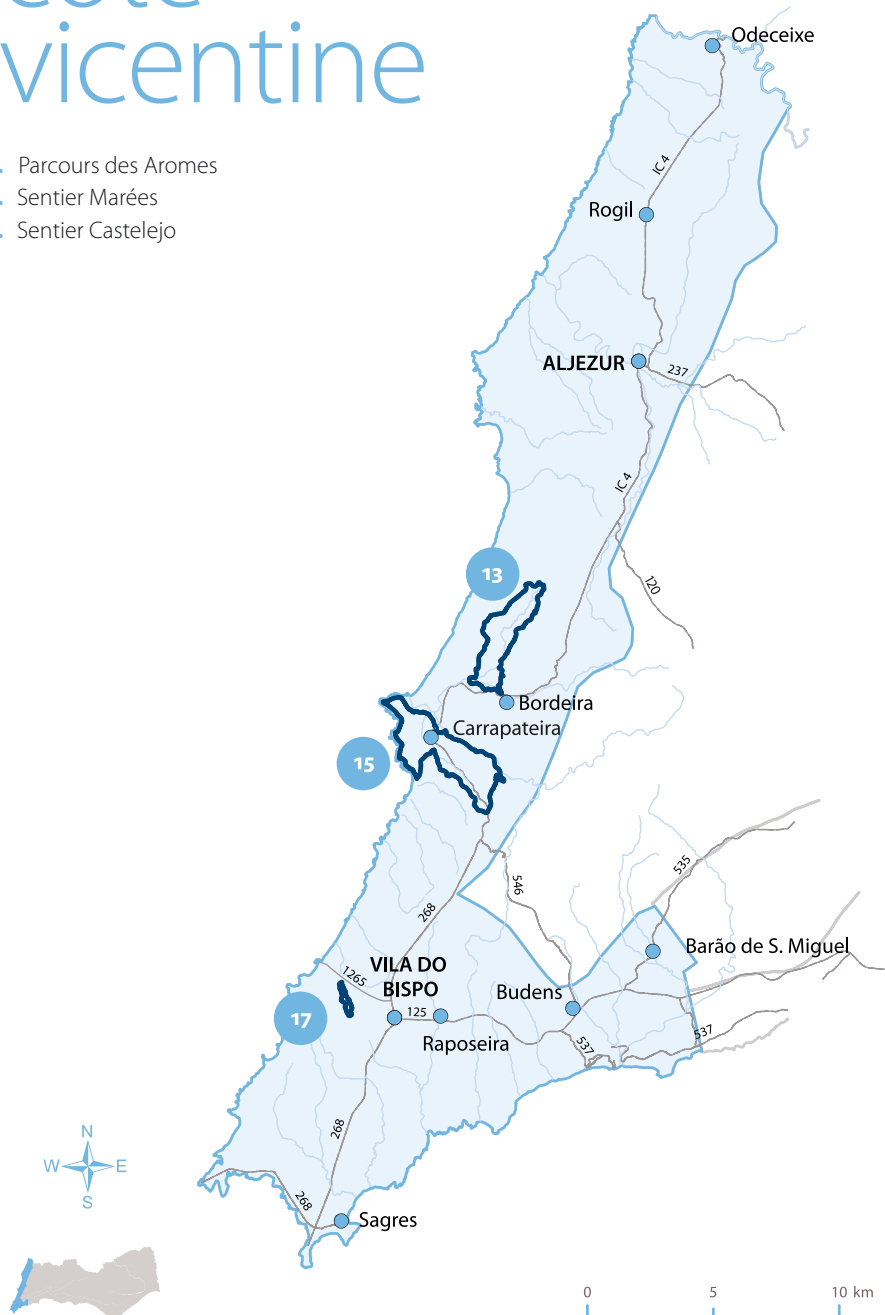 vicentine
Parcours des Aromes
Sentier Marées
Sentier Castelejo
Odeceixe
IC 4
Rogil
ALJEZUR
237
IC 4
13
120
Bordeira
Carrapateira
15
535
546
268
Barão de S. Miguel
VILA DO
BISPO
1265
Budens
17
125
Raposeira
537
537
268
N
W
E
S
268
Sagres
0
5
10 km